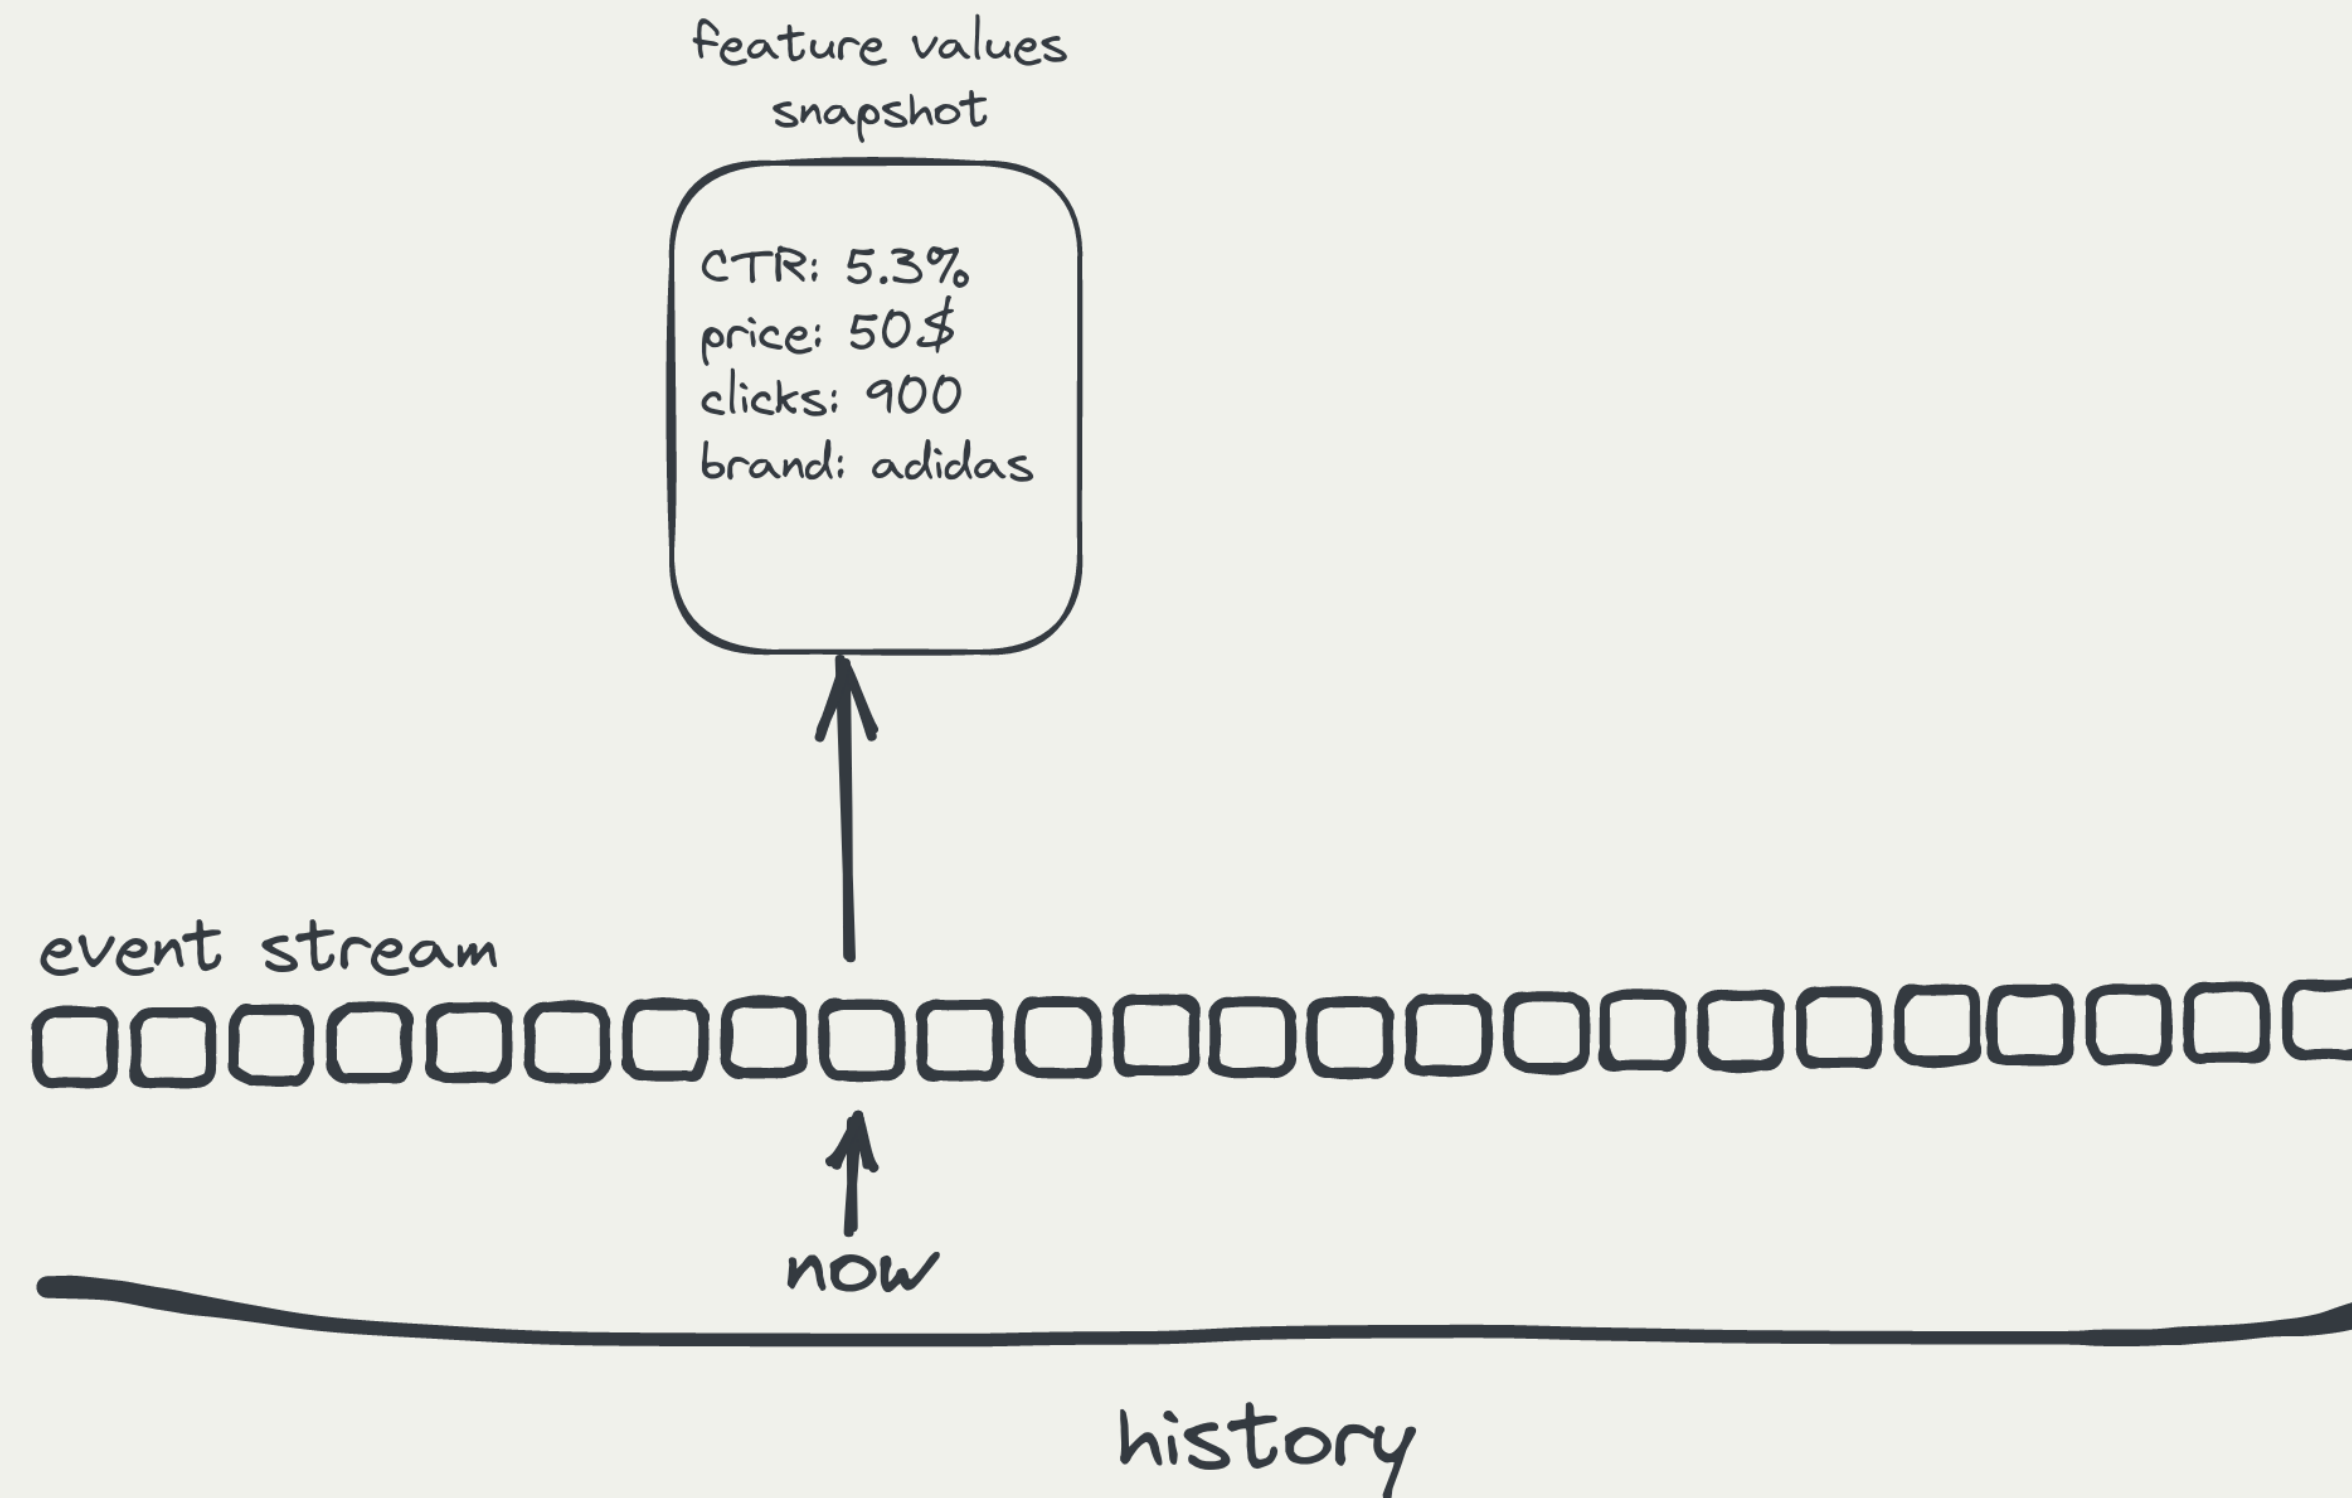 feature values
snapshot
CTR: 5.3%
price: 50$
clicks: 900
brand: adidas
event stream
now
history